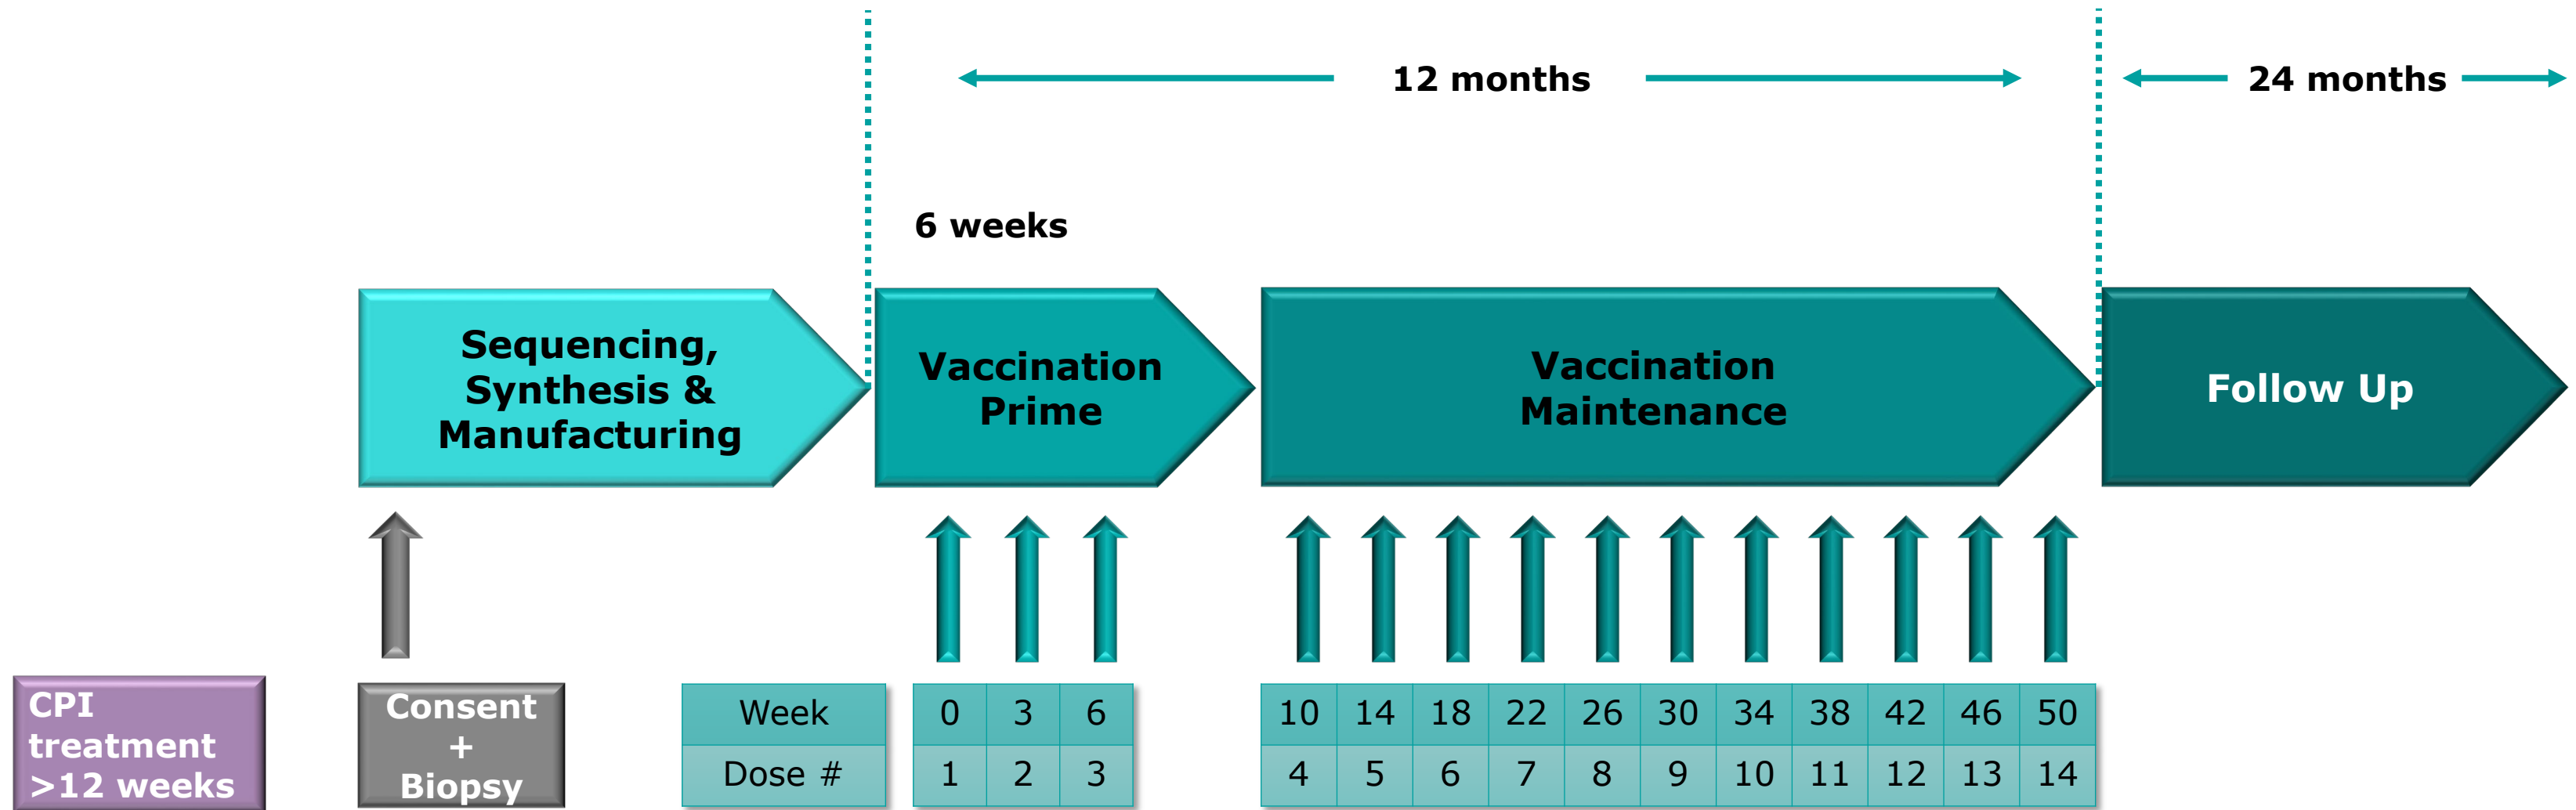 12 months
24 months
6 weeks
Sequencing,
Synthesis &
Manufacturing
Vaccination
Prime
Vaccination
Maintenance
Follow Up
CPI
treatment
>12 weeks
Consent
+
Biopsy
Week 0 3 6 10 14 18 22 26 30 34 38 42 46 50
Dose # 1 2 3 4 5 6 7 8 9 10 11 12 13 14